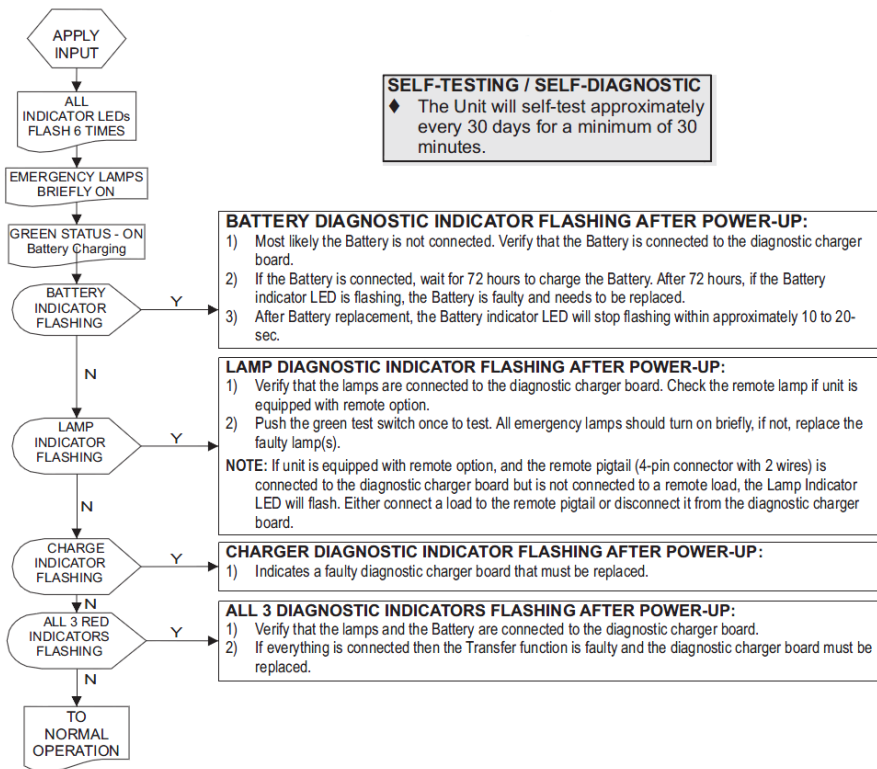 APPLY
INPUT
ALL
INDICATOR LEDs
FLASH 6 TIMES
EMERGENCY LAMPS
BRIEFLY ON
GREEN STATUS - ON
Battery Charging
BATTERY
INDICATOR
FLASHING
Y
N
LAMP
INDICATOR
FLASHING
Y
N
CHARGE
INDICATOR
FLASHING
Y
N
ALL 3 RED
INDICATORS
FLASHING
Y
N
TO
NORMAL
OPERATION
SELF-TESTING / SELF-DIAGNOSTIC
♦ The Unit will self-test approximately
every 30 days for a minimum of 30
minutes.
BATTERY DIAGNOSTIC INDICATOR FLASHING AFTER POWER-UP:
1) Most likely the Battery is not connected. Verify that the Battery is connected to the diagnostic charger
board.
2) If the Battery is connected, wait for 72 hours to charge the Battery. After 72 hours, if the Battery
indicator LED is flashing, the Battery is faulty and needs to be replaced.
3) After Battery replacement, the Battery indicator LED will stop flashing within approximately 10 to 20-
sec.
LAMP DIAGNOSTIC INDICATOR FLASHING AFTER POWER-UP:
1) Verify that the lamps are connected to the diagnostic charger board. Check the remote lamp if unit is
equipped with remote option.
2) Push the green test switch once to test. All emergency lamps should turn on briefly, if not, replace the
faulty lamp(s).
NOTE: If unit is equipped with remote option, and the remote pigtail (4-pin connector with 2 wires) is
connected to the diagnostic charger board but is not connected to a remote load, the Lamp Indicator
LED will flash. Either connect a load to the remote pigtail or disconnect it from the diagnostic charger
board.
CHARGER DIAGNOSTIC INDICATOR FLASHING AFTER POWER-UP:
1) Indicates a faulty diagnostic charger board that must be replaced.
ALL 3 DIAGNOSTIC INDICATORS FLASHING AFTER POWER-UP:
1) Verify that the lamps and the Battery are connected to the diagnostic charger board.
2) If everything is connected then the Transfer function is faulty and the diagnostic charger board must be
replaced.